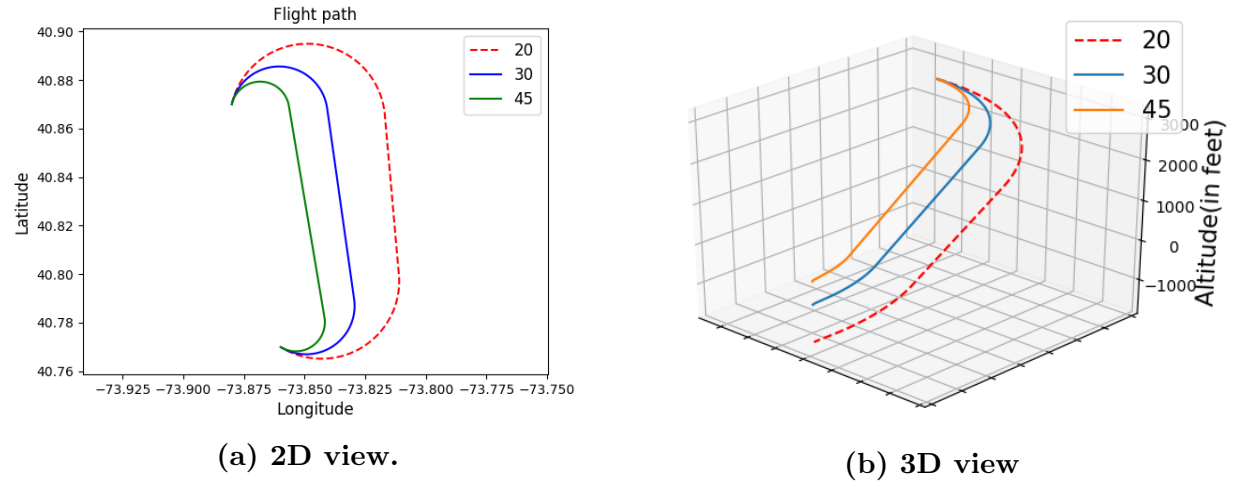 Flight path
40.90
40.88
40.86
40.84
40.82
40.80
40.78
40.76
Latitude
−73.925 −73.900 −73.875 −73.850 −73.825 −73.800 −73.775 −73.750
Longitude
20
30
45
(a) 2D view.
20
30
45
3000
2000
1000
0
−1000
Altitude(in feet)
(b) 3D view